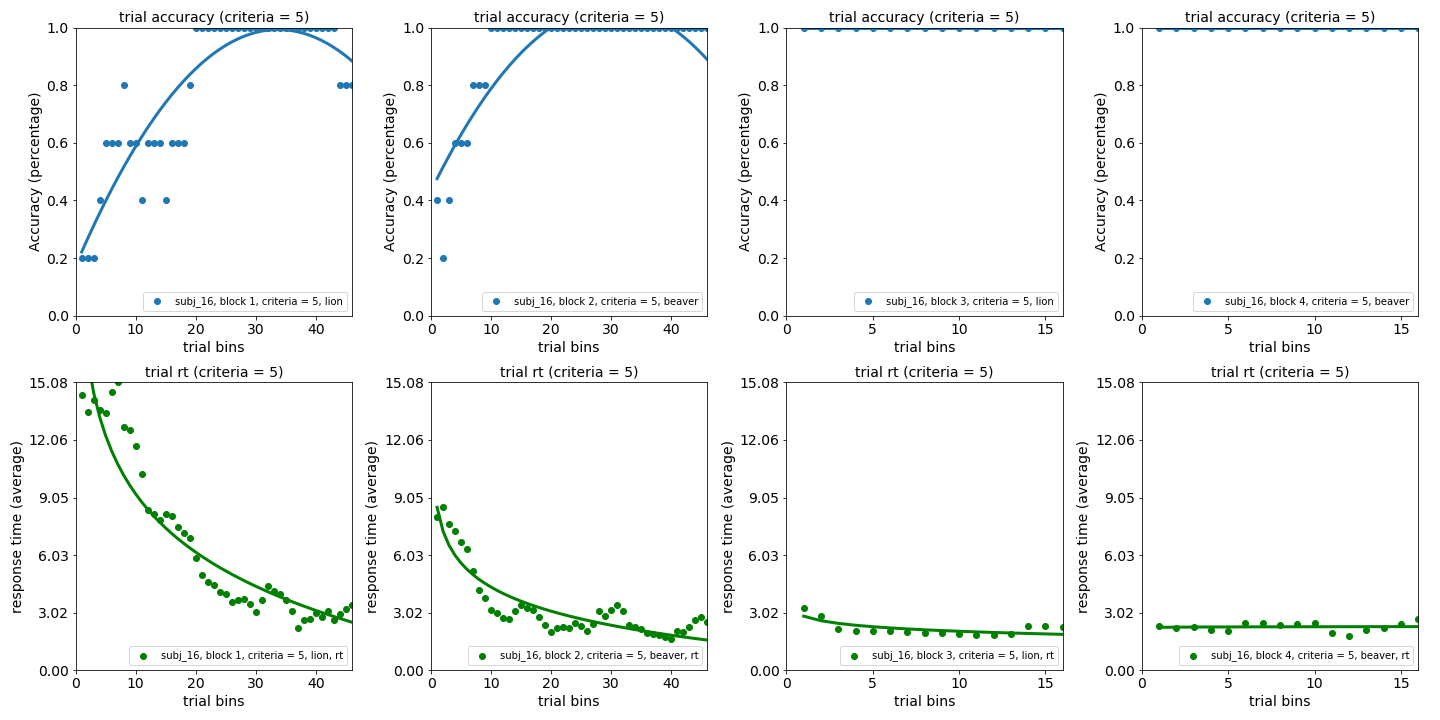 trial accuracy (criteria = 5)
trial accuracy (criteria = 5)
trial accuracy (criteria = 5)
trial accuracy (criteria = 5)
1.0
0.8
0.6
0.4
0.2
0.0
Accuracy (percentage)
subj_16, block 1, criteria = 5, lion
0 10 20 30 40
trial bins
1.0
0.8
0.6
0.4
0.2
0.0
Accuracy (percentage)
subj_16, block 2, criteria = 5, beaver
0 10 20 30 40
trial bins
1.0
0.8
0.6
0.4
0.2
0.0
Accuracy (percentage)
subj_16, block 3, criteria = 5, lion
0 5 10 15
trial bins
1.0
0.8
0.6
0.4
0.2
0.0
Accuracy (percentage)
subj_16, block 4, criteria = 5, beaver
0 5 10 15
trial bins
trial rt (criteria = 5)
trial rt (criteria = 5)
trial rt (criteria = 5)
trial rt (criteria = 5)
15.08
12.06
9.05
6.03
3.02
0.00
response time (average)
subj_16, block 1, criteria = 5, lion, rt
0 10 20 30 40
trial bins
15.08
12.06
9.05
6.03
3.02
0.00
response time (average)
subj_16, block 2, criteria = 5, beaver, rt
0 10 20 30 40
trial bins
15.08
12.06
9.05
6.03
3.02
0.00
response time (average)
subj_16, block 3, criteria = 5, lion, rt
0 5 10 15
trial bins
15.08
12.06
9.05
6.03
3.02
0.00
response time (average)
subj_16, block 4, criteria = 5, beaver, rt
0 5 10 15
trial bins